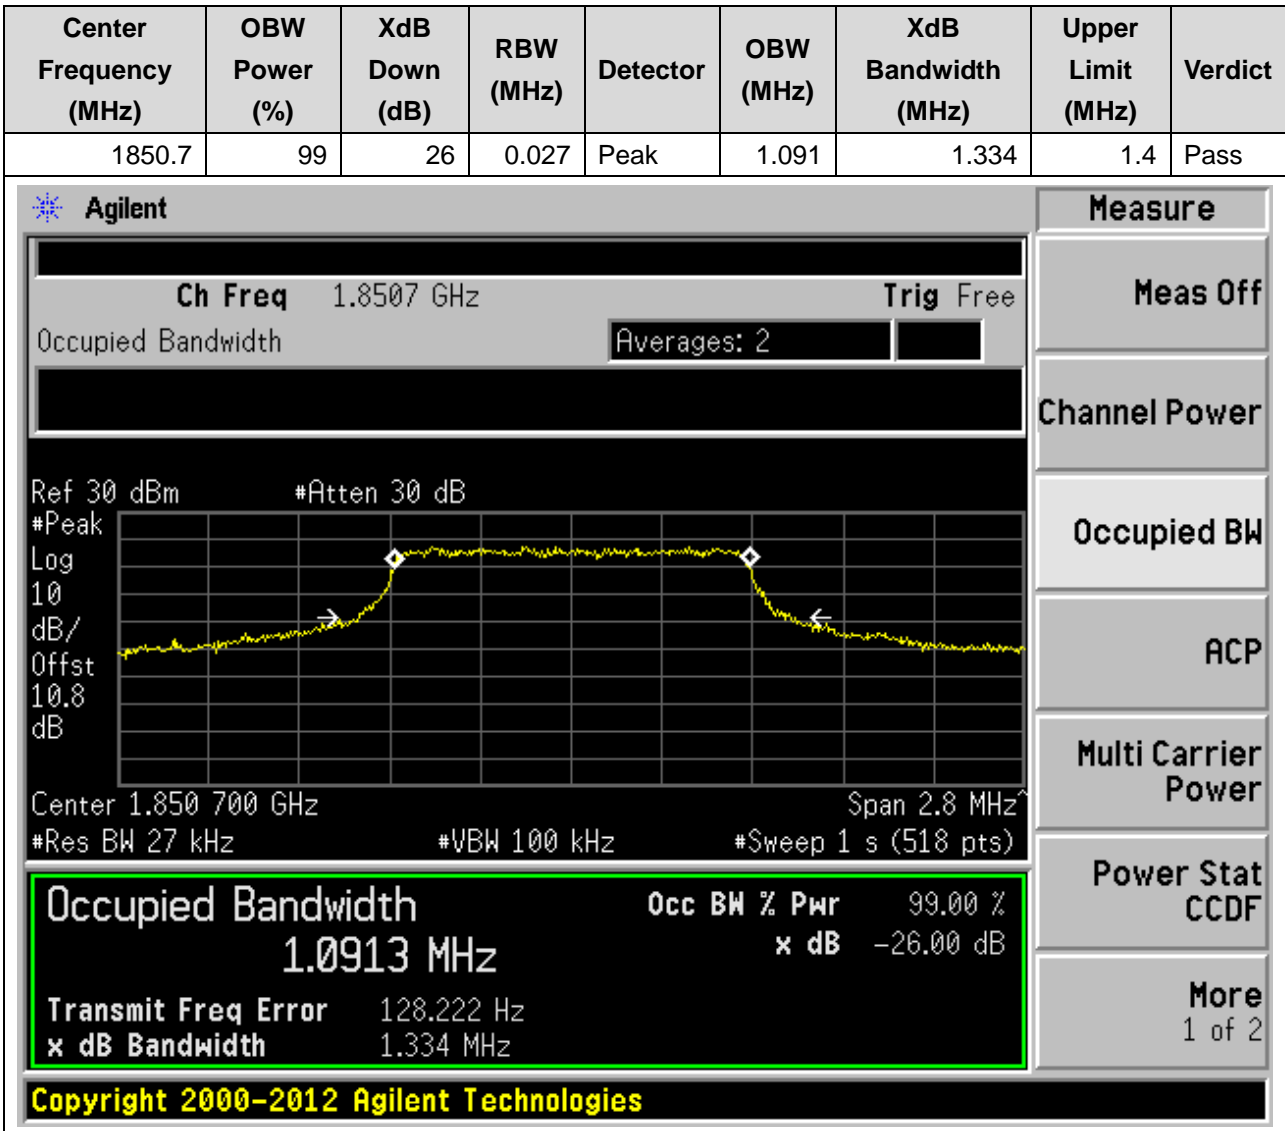 Center Frequency (MHz) OBW Power (%) XdB Down (dB) RBW (MHz) Detector OBW (MHz) XdB Bandwidth (MHz) Upper Limit (MHz) Verdict
1850.7 99 26 0.027 Peak 1.091 1.334 1.4 Pass
Agilent
Measure
Ch Freq 1.8507 GHz Trig Free
Meas Off
Occupied Bandwidth Averages: 2
Channel Power
Ref 30 dBm #Atten 30 dB
#Peak
Log
10
dB/
Offst
10.8
dB
Occupied BW
ACP
Multi Carrier
Power
Center 1.850 700 GHz Span 2.8 MHz^
#Res BW 27 kHz #VBW 100 kHz #Sweep 1 s (518 pts)
Power Stat
CCDF
Occupied Bandwidth Occ BW % Pwr 99.00 %
1.0913 MHz x dB -26.00 dB
More
1 of 2
Transmit Freq Error 128.222 Hz
x dB Bandwidth 1.334 MHz
Copyright 2000-2012 Agilent Technologies